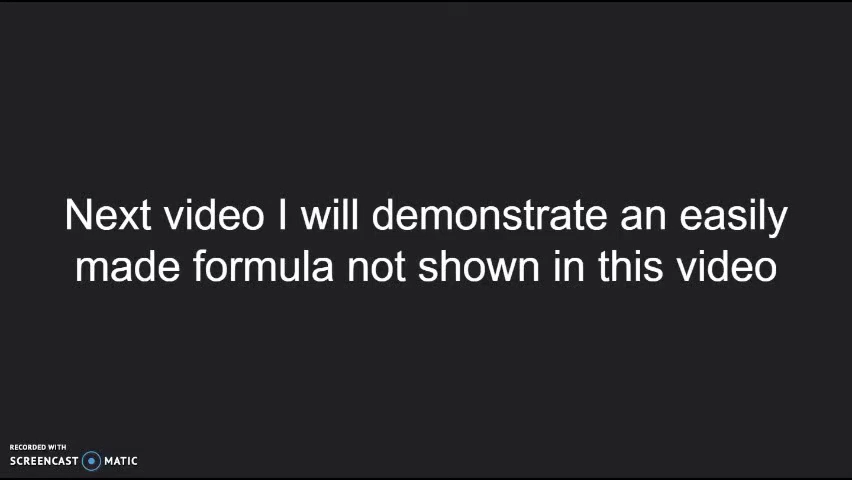 Next video I will demonstrate an easily
made formula not shown in this video
RECORDED WITH
SCREENCAST MATIC